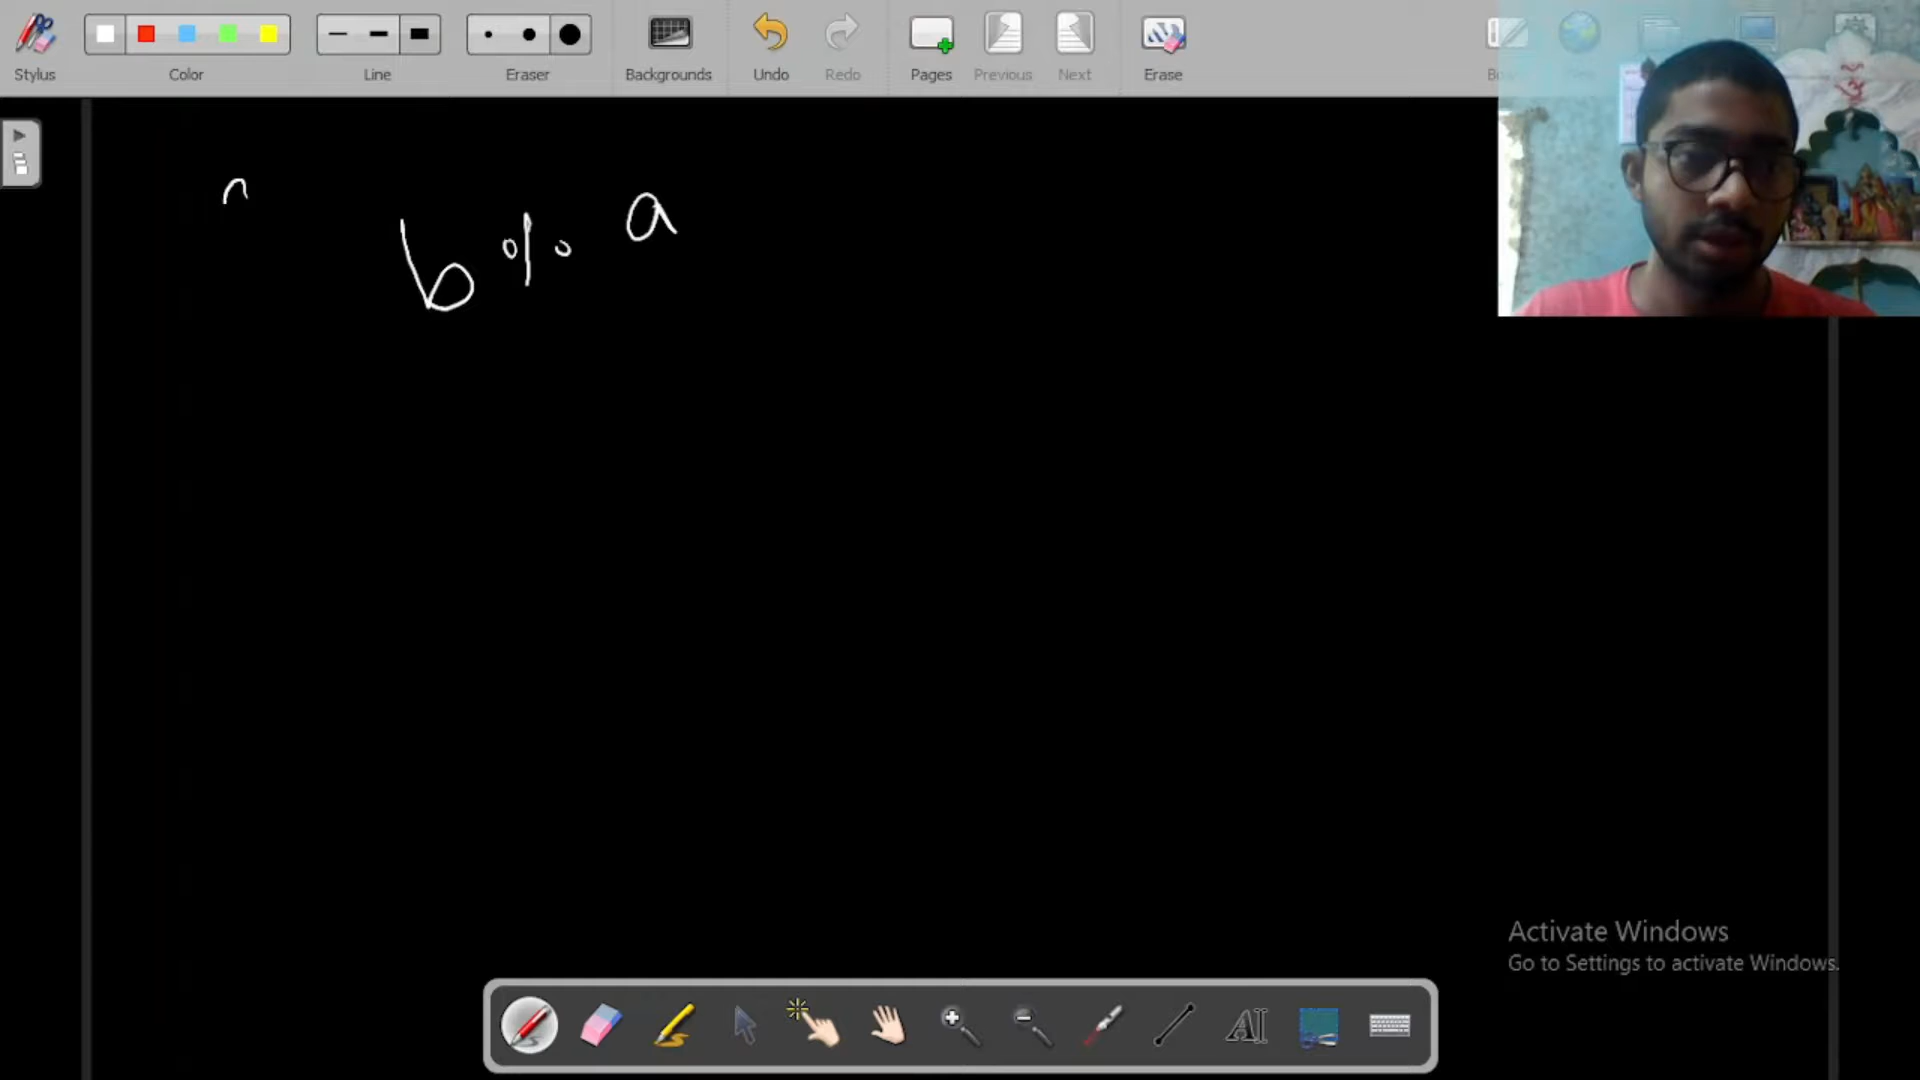 Stylus Color Line Eraser Backgrounds Undo Redo Pages Previous Next Erase
b % a
Activate Windows
Go to Settings to activate Windows.